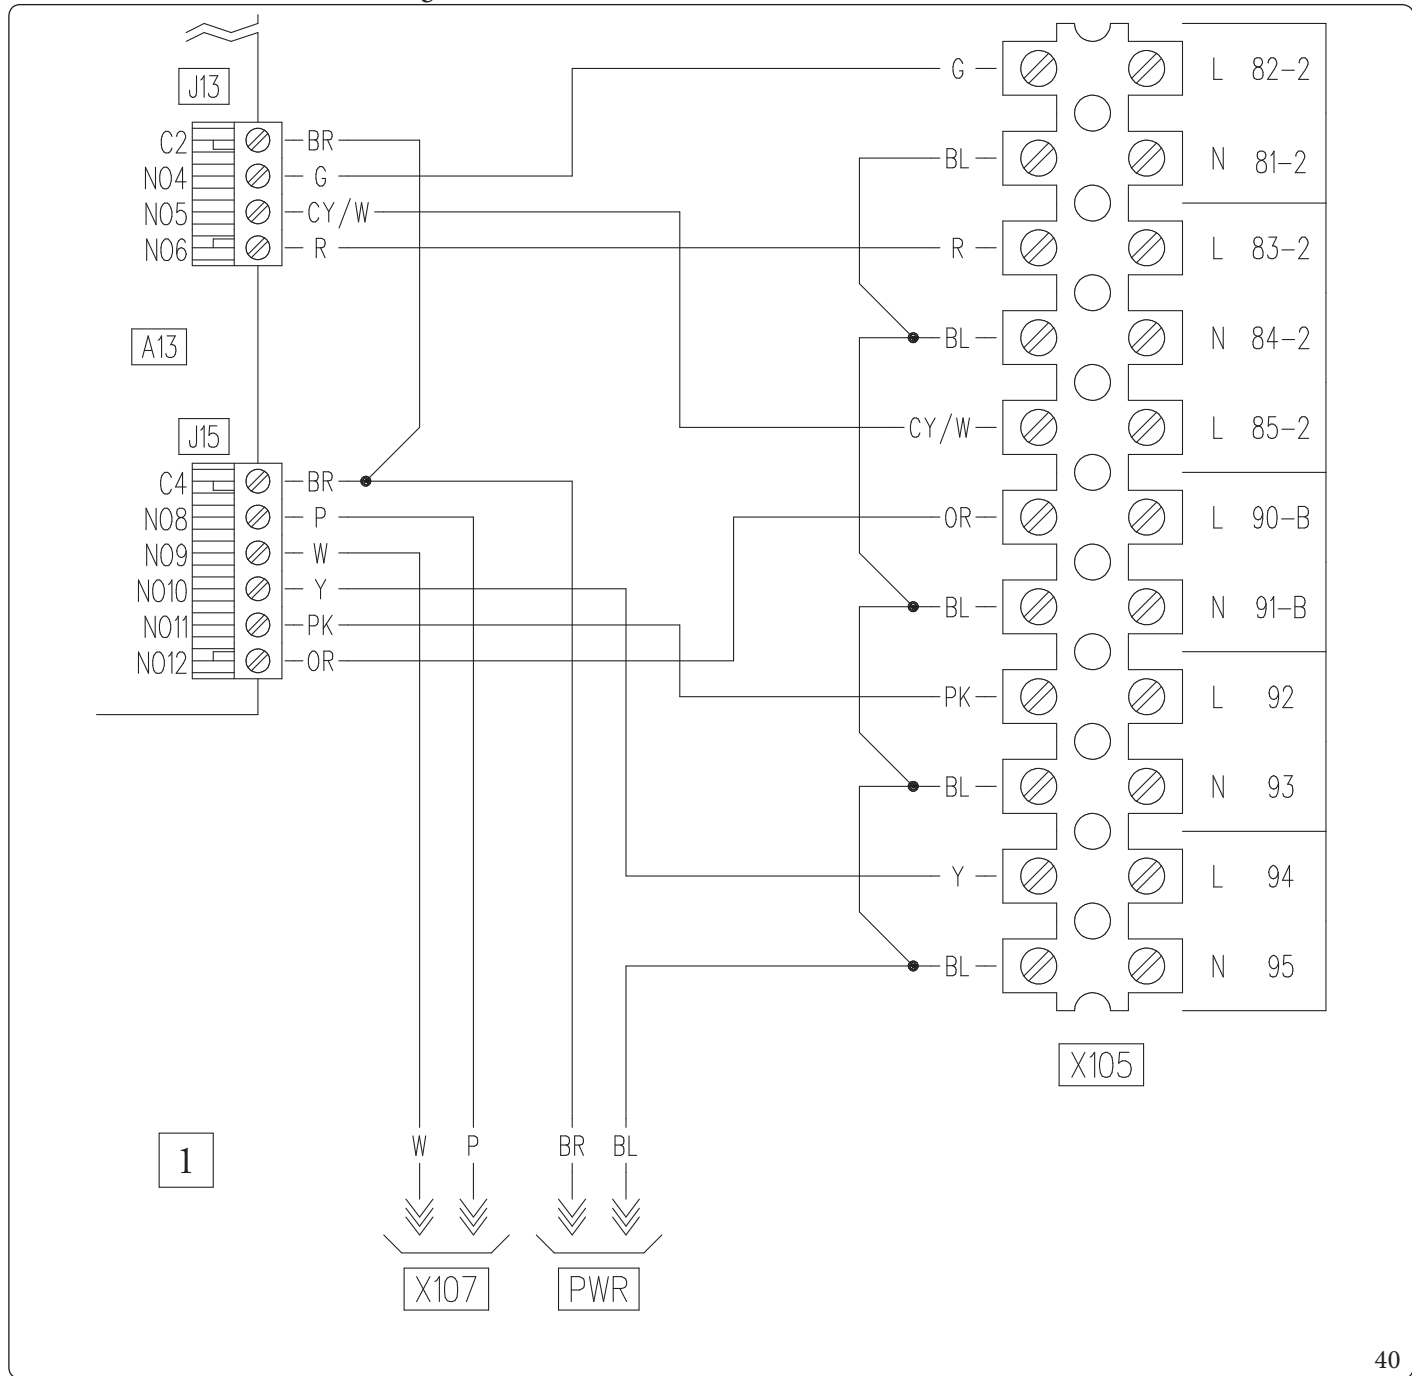 G L 82-2
J13
C2 BR
BL N 81-2
NO4 G
NO5 CY/W
NO6 R R L 83-2
A13 BL N 84-2
J15 CY/W L 85-2
C4 BR
NO8 P OR L 90-B
NO9 W
NO10 Y BL N 91-B
NO11 PK
NO12 OR
PK L 92
BL N 93
Y L 94
BL N 95
X105
1 W P BR BL
X107 PWR
40